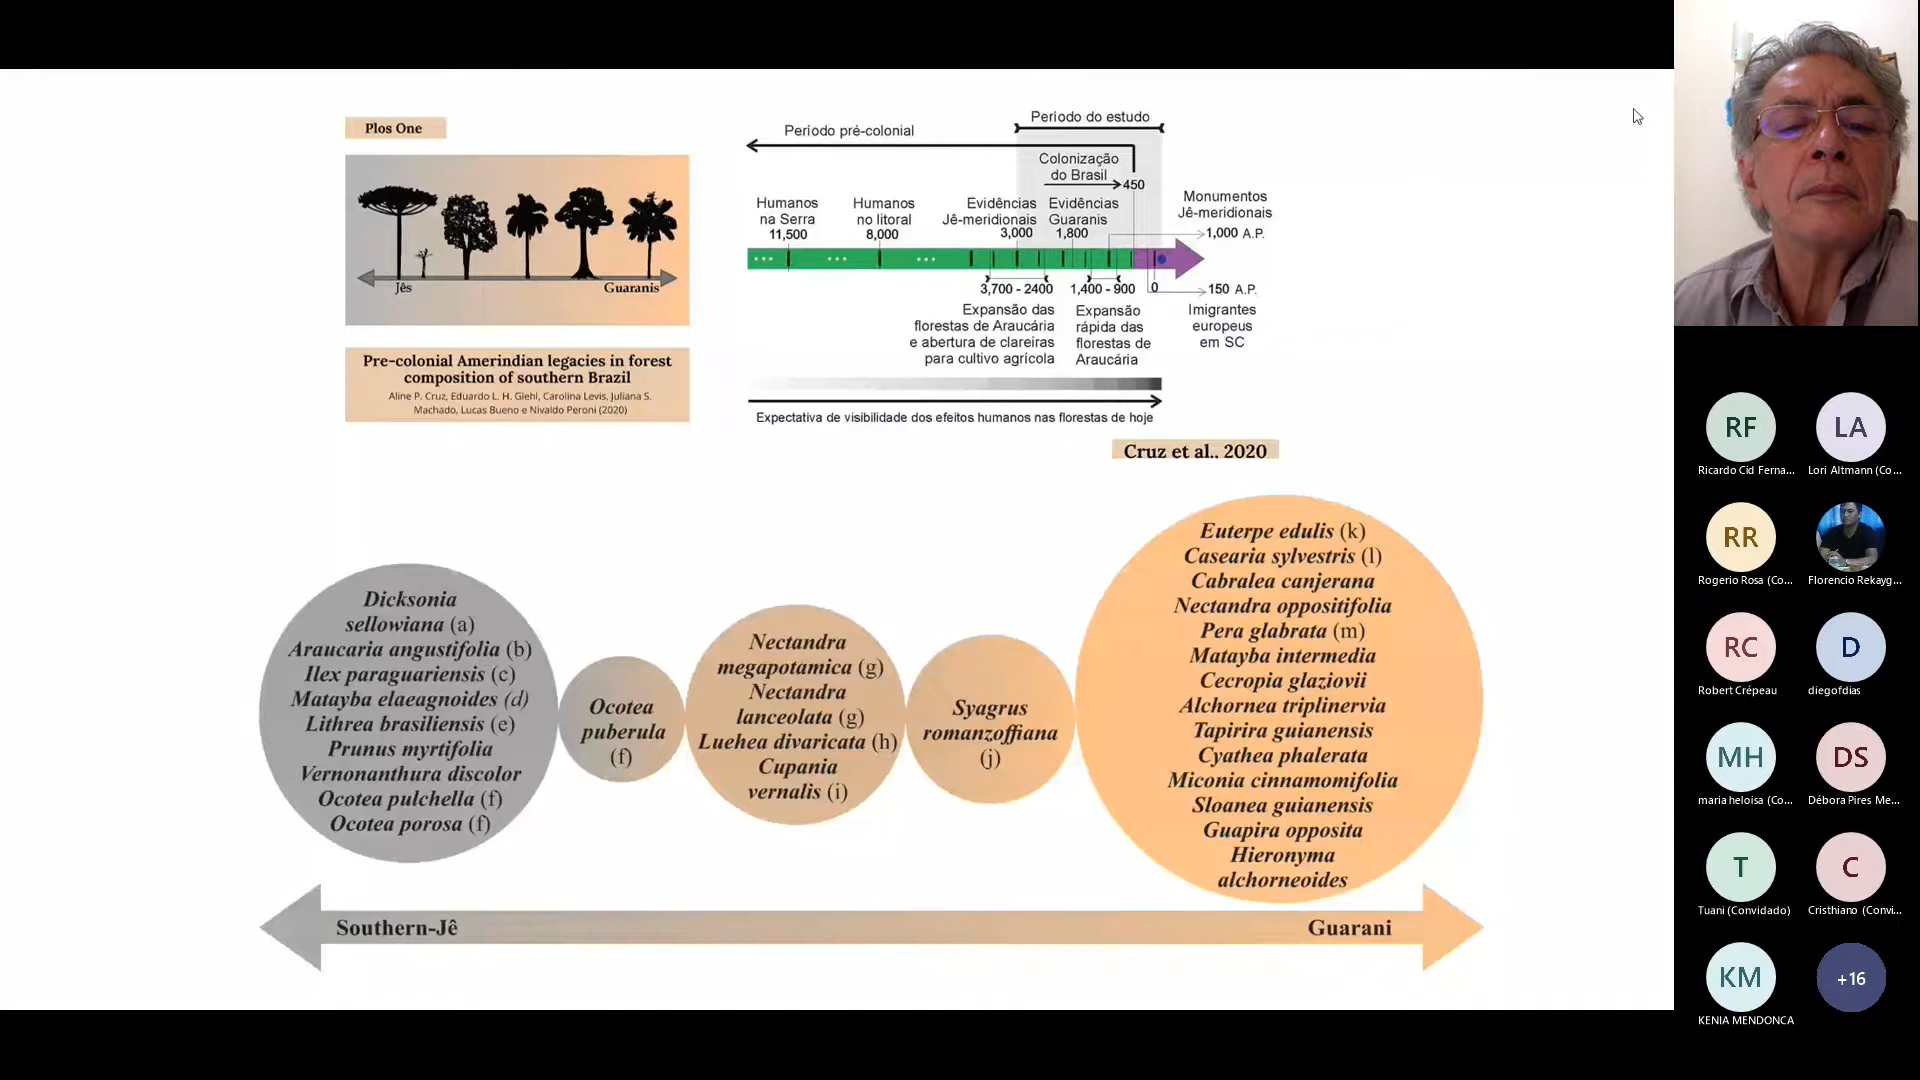 Plos One
Jês
Guaranis
Pre-colonial Amerindian legacies in forest
composition of southern Brazil
Aline P. Cruz, Eduardo L. H. Giehl, Carolina Levis, Juliana S.
Machado, Lucas Bueno e Nivaldo Peroni (2020)
Período do estudo
Período pré-colonial
Colonização
do Brasil
450
Humanos
na Serra
11,500
Humanos
no litoral
8,000
Evidências
Jê-meridionais
3,000
Evidências
Guaranis
1,800
Monumentos
Jê-meridionais
1,000 A.P.
3,700 - 2400
1,400 - 900
0
150 A.P.
Expansão das
florestas de Araucária
e abertura de clareiras
para cultivo agrícola
Expansão
rápida das
florestas de
Araucária
Imigrantes
europeus
em SC
Expectativa de visibilidade dos efeitos humanos nas florestas de hoje
Cruz et al., 2020
Dicksonia
sellowiana (a)
Araucaria angustifolia (b)
Ilex paraguariensis (c)
Matayba elaeagnoides (d)
Lithrea brasiliensis (e)
Prunus myrtifolia
Vernonanthura discolor
Ocotea pulchella (f)
Ocotea porosa (f)
Ocotea
puberula
(f)
Nectandra
megapotamica (g)
Nectandra
lanceolata (g)
Luehea divaricata (h)
Cupania
vernalis (i)
Syagrus
romanzoffiana
(j)
Euterpe edulis (k)
Casearia sylvestris (l)
Cabralea canjerana
Nectandra oppositifolia
Pera glabrata (m)
Matayba intermedia
Cecropia glaziovii
Alchornea triplinervia
Tapirira guianensis
Cyathea phalerata
Miconia cinnamomifolia
Sloanea guianensis
Guapira opposita
Hieronyma
alchorneoides
Southern-Jê
Guarani
RF
Ricardo Cid Ferna...
LA
Lori Altmann (Co...
RR
Rogerio Rosa (Co...
Florencio Rekayg...
RC
Robert Crépeau
D
diegofdias
MH
maria heloisa (Co...
DS
Débora Pires Me...
T
Tuani (Convidado)
C
Cristhiano (Convi...
KM
KENIA MENDONCA
+16